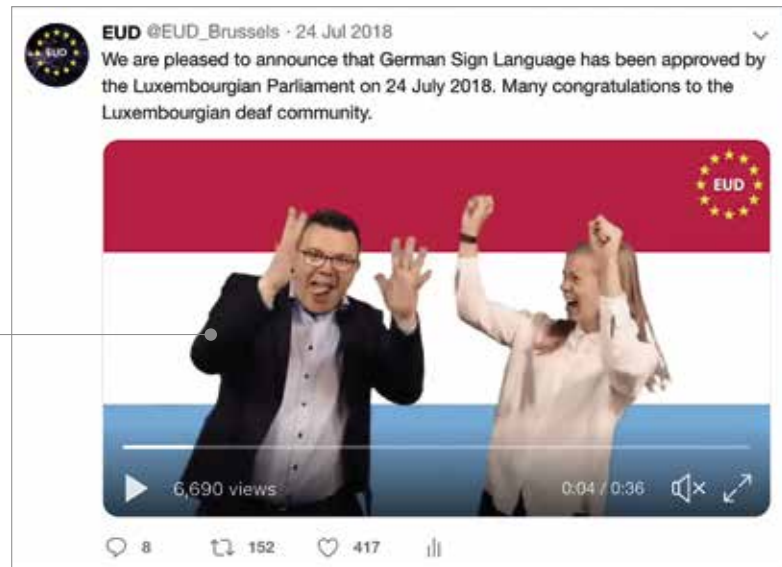 EUD @EUD_Brussels · 24 Jul 2018
We are pleased to announce that German Sign Language has been approved by
the Luxembourgian Parliament on 24 July 2018. Many congratulations to the
Luxembourgian deaf community.
EUD
EUD
6,690 views
0:04 / 0:36
8
152
417